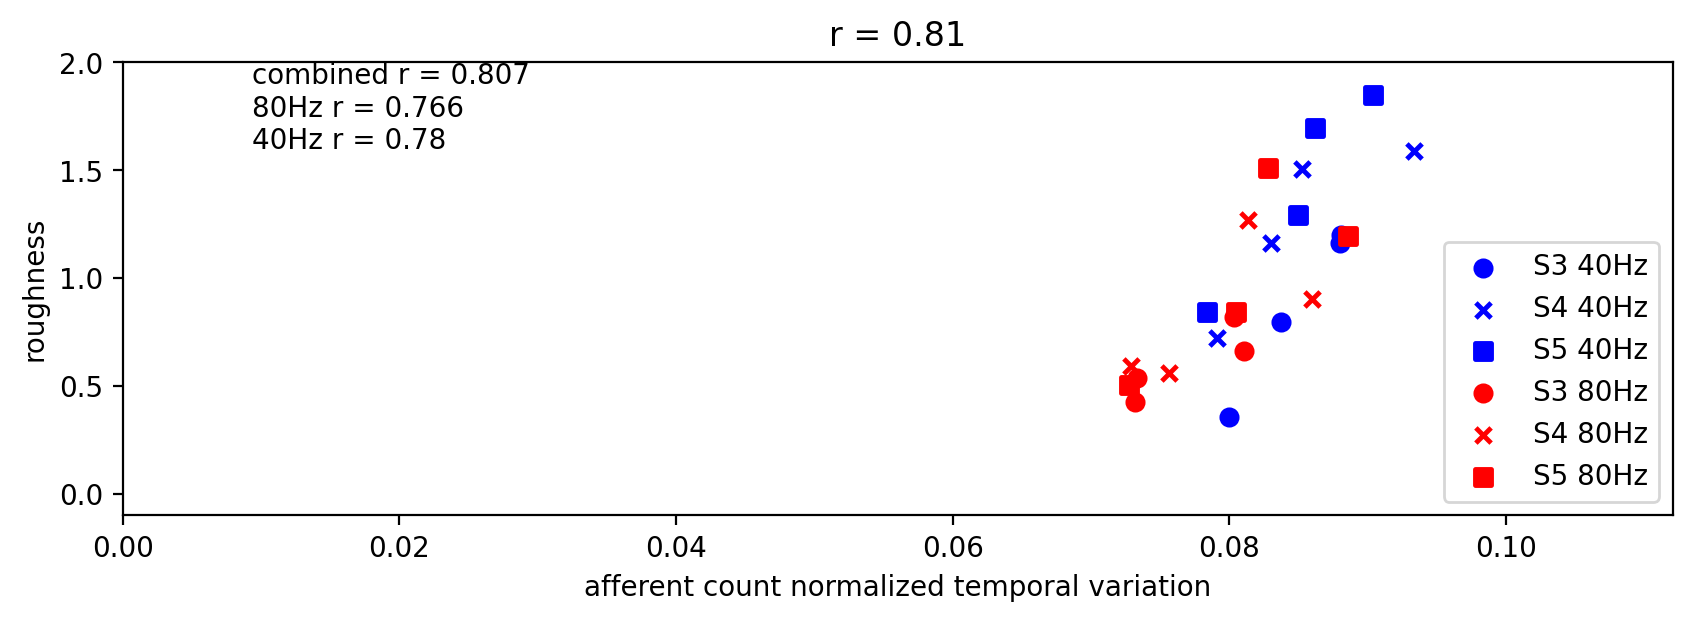 r = 0.81
combined r = 0.807
80Hz r = 0.766
40Hz r = 0.78
2.0
1.5
1.0
0.5
0.0
roughness
S3 40Hz
S4 40Hz
S5 40Hz
S3 80Hz
S4 80Hz
S5 80Hz
0.00 0.02 0.04 0.06 0.08 0.10
afferent count normalized temporal variation